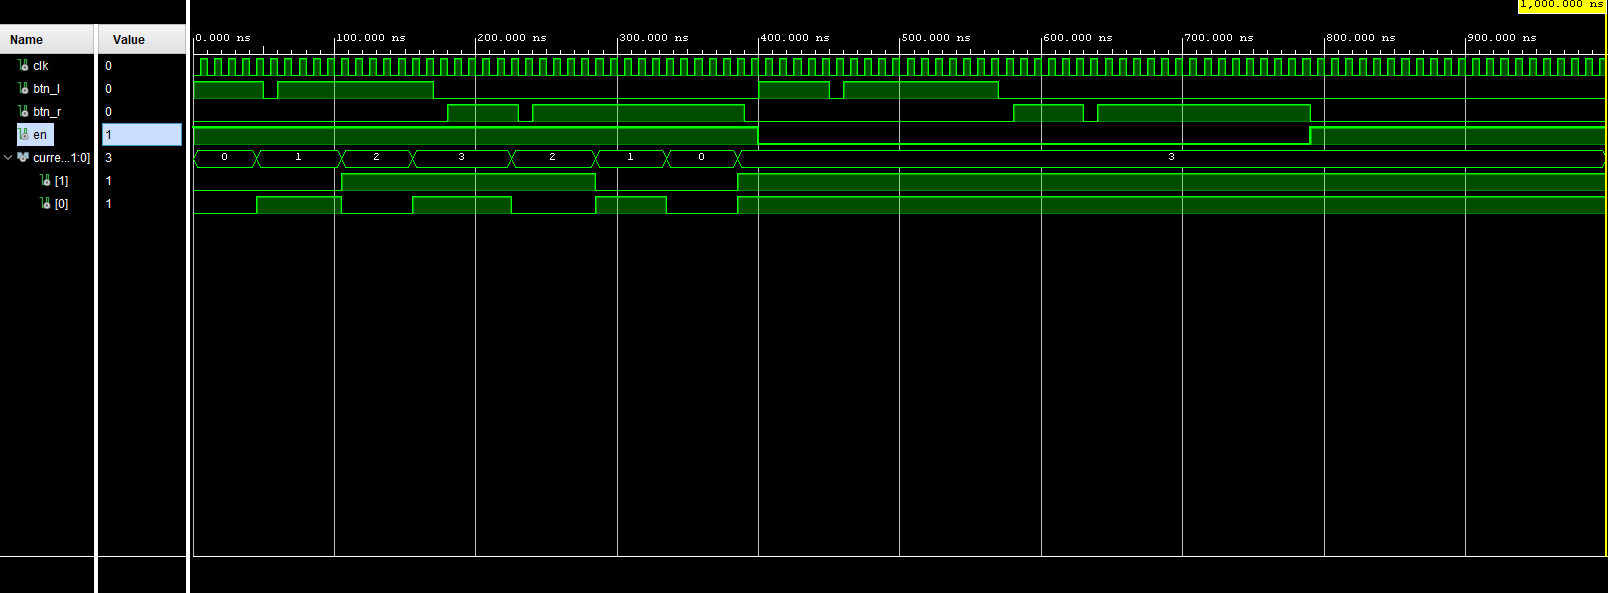 1,000.000 ns
Name Value
0.000 ns 100.000 ns 200.000 ns 300.000 ns 400.000 ns 500.000 ns 600.000 ns 700.000 ns 800.000 ns 900.000 ns
clk 0
btn_l 0
btn_r 0
en 1
curre...1:0] 3 0 1 2 3 2 1 0 3
[1] 1
[0] 1